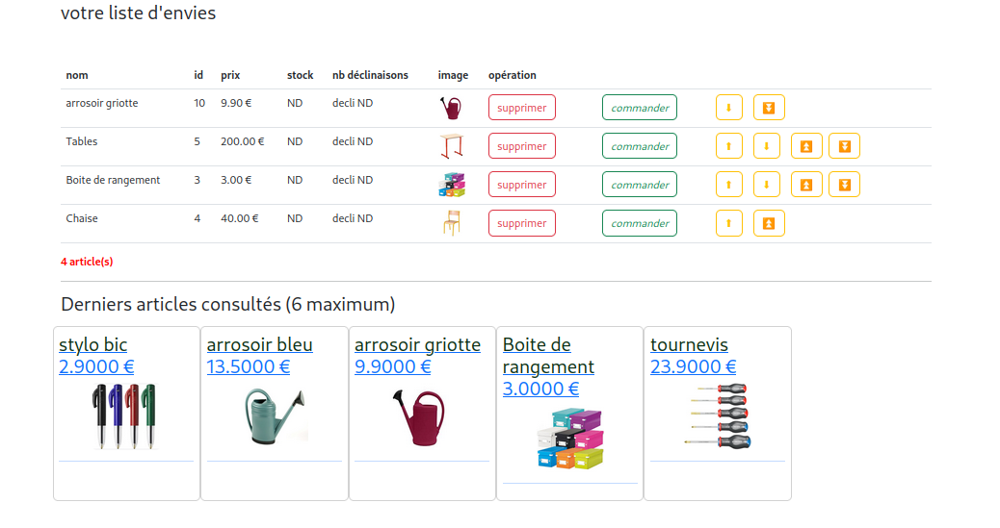 votre liste d'envies
nom id prix stock nb déclinaisons image opération
arrosoir griotte 10 9.90 € ND decli ND supprimer commander ⬇ ⏬
Tables 5 200.00 € ND decli ND supprimer commander ⬆ ⬇ ⏫ ⏬
Boite de rangement 3 3.00 € ND decli ND supprimer commander ⬆ ⬇ ⏫ ⏬
Chaise 4 40.00 € ND decli ND supprimer commander ⬆ ⏫
4 article(s)
Derniers articles consultés (6 maximum)
stylo bic
2.9000 €
arrosoir bleu
13.5000 €
arrosoir griotte
9.9000 €
Boite de
rangement
3.0000 €
tournevis
23.9000 €